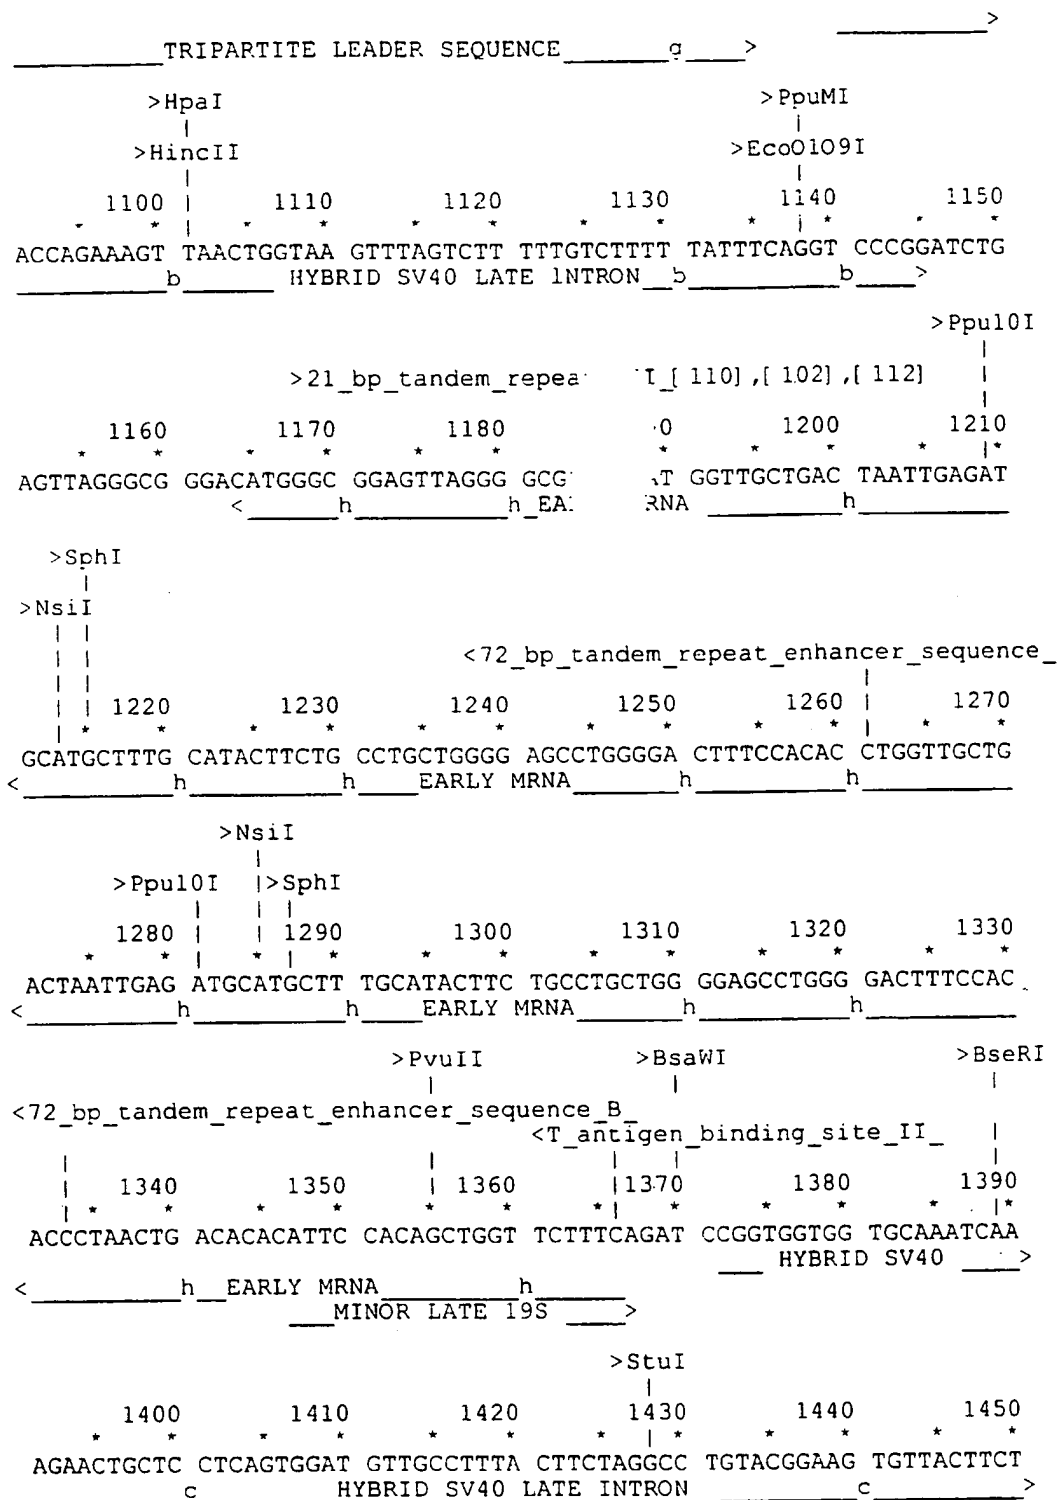 >
TRIPARTITE LEADER SEQUENCE g >
>HpaI >PpuMI
>HincII >EcoO109I
1100 1110 1120 1130 1140 1150
ACCAGAAAGT TAACTGGTAA GTTTAGTCTT TTTGTCTTTT TATTTCAGGT CCCGGATCTG
b HYBRID SV40 LATE INTRON b b >
>Ppu10I
>21_bp_tandem_repea I_[110],[102],[112]
1160 1170 1180 0 1200 1210
AGTTAGGGCG GGACATGGGC GGAGTTAGGG GCG AT GGTTGCTGAC TAATTGAGAT
< h h EA RNA h
>SphI
>NsiI
<72_bp_tandem_repeat_enhancer_sequence_
1220 1230 1240 1250 1260 1270
GCATGCTTTG CATACTTCTG CCTGCTGGGG AGCCTGGGGA CTTTCCACAC CTGGTTGCTG
< h h EARLY MRNA h h
>NsiI
>Ppu10I >SphI
1280 1290 1300 1310 1320 1330
ACTAATTGAG ATGCATGCTT TGCATACTTC TGCCTGCTGG GGAGCCTGGG GACTTTCCAC
< h h EARLY MRNA h h
>PvuII >BsaWI >BseRI
<72_bp_tandem_repeat_enhancer_sequence_B_
<T_antigen_binding_site_II_
1340 1350 1360 1370 1380 1390
ACCCTAACTG ACACACATTC CACAGCTGGT TCTTTCAGAT CCGGTGGTGG TGCAAATCAA
HYBRID SV40 >
< h EARLY MRNA h
MINOR LATE 19S >
>StuI
1400 1410 1420 1430 1440 1450
AGAACTGCTC CTCAGTGGAT GTTGCCTTTA CTTCTAGGCC TGTACGGAAG TGTTACTTCT
c HYBRID SV40 LATE INTRON c >